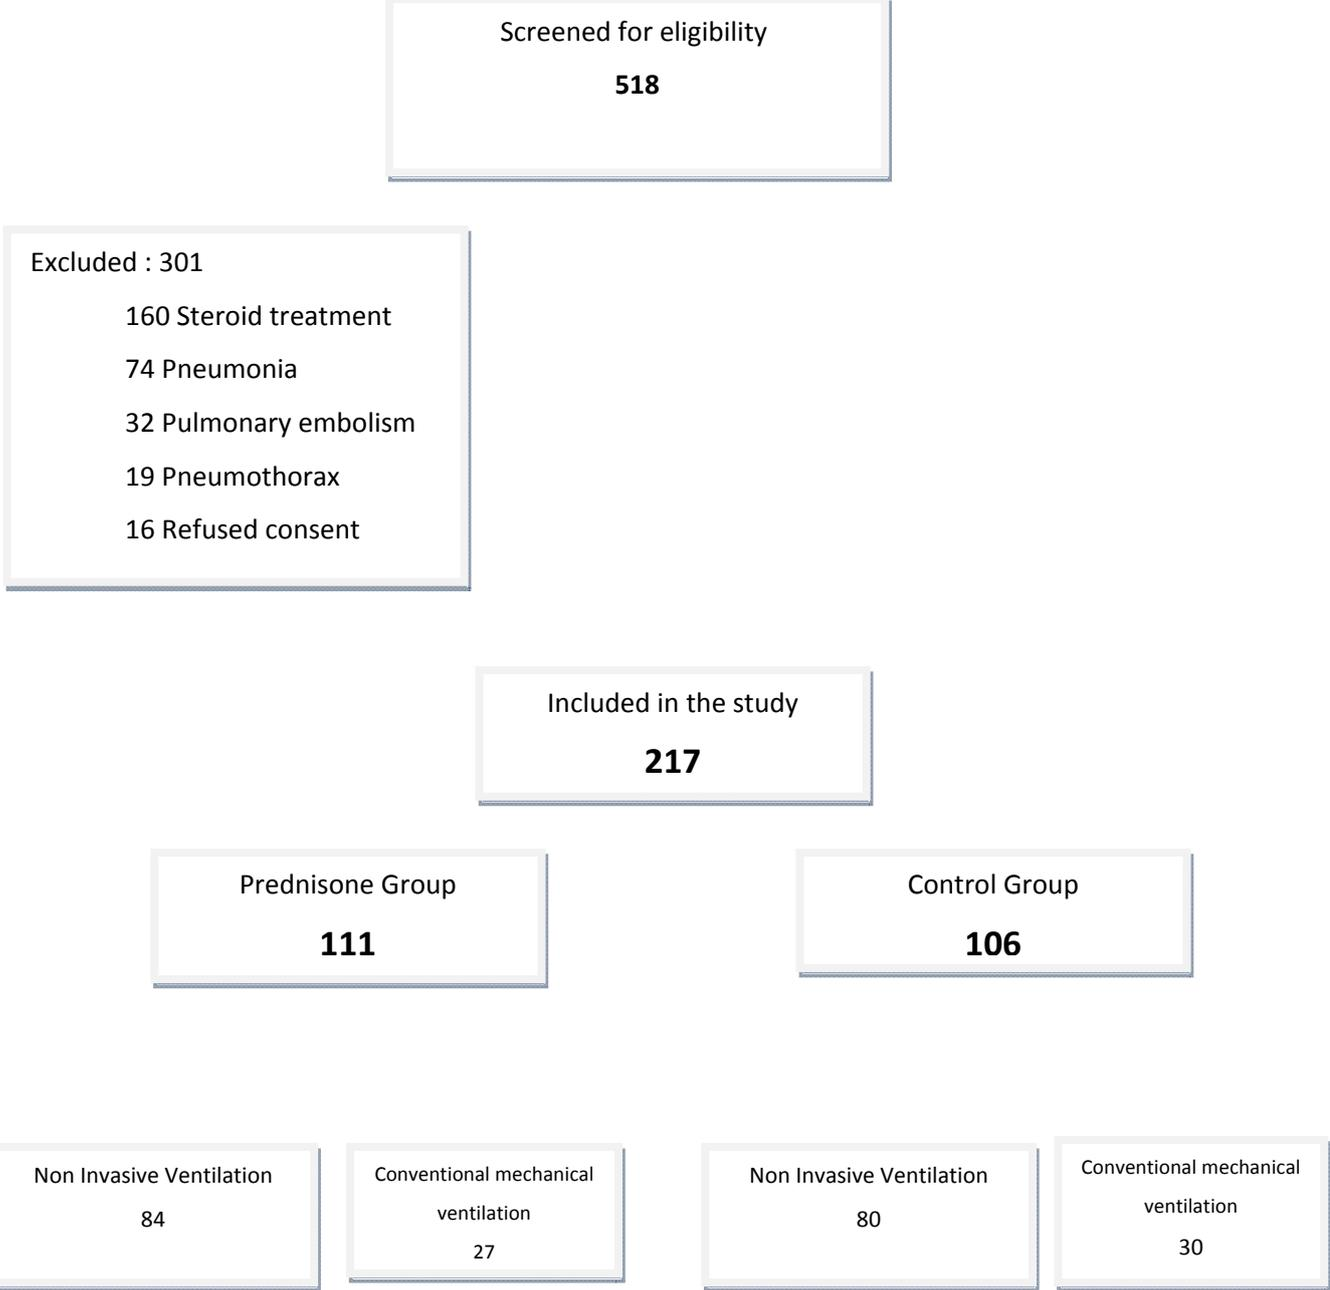 Screened for eligibility
518
Excluded : 301
160 Steroid treatment
74 Pneumonia
32 Pulmonary embolism
19 Pneumothorax
16 Refused consent
Included in the study
217
Prednisone Group
111
Control Group
106
Non Invasive Ventilation
84
Conventional mechanical
ventilation
27
Non Invasive Ventilation
80
Conventional mechanical
ventilation
30